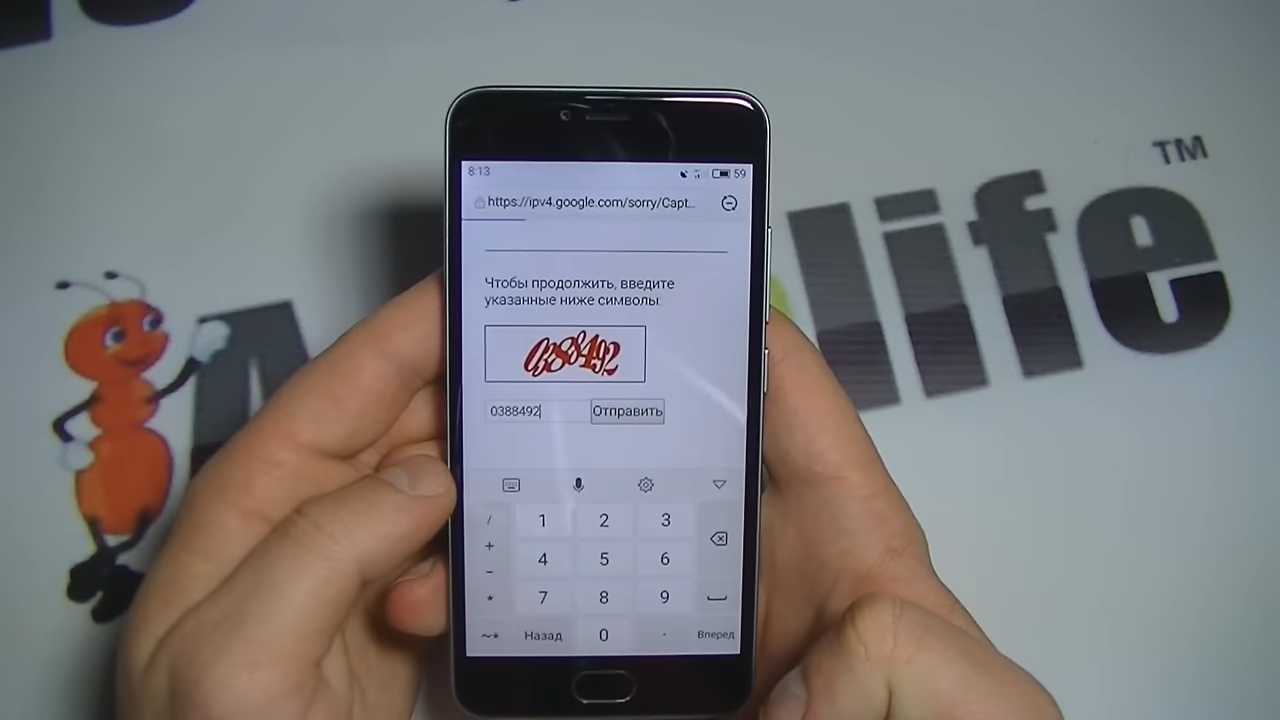 8:13
59
https://ipv4.google.com/sorry/Capt...
Чтобы продолжить, введите
указанные ниже символы
0388492
0388492
Отправить
/ 1 2 3
+ 4 5 6
-
* 7 8 9
~* Назад 0 . Вперед
life
TM